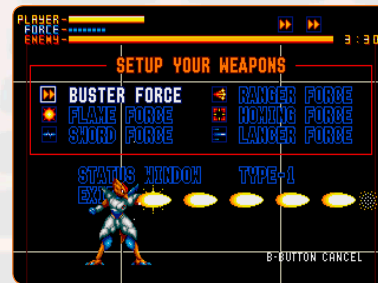 PLAYER-
FORCE-
ENEMY-
3:30
SETUP YOUR WEAPONS
BUSTER FORCE
RANGER FORCE
FLAME FORCE
HOMING FORCE
SWORD FORCE
LANCER FORCE
STATUS WINDOW TYPE-1
EXIT
B-BUTTON CANCEL